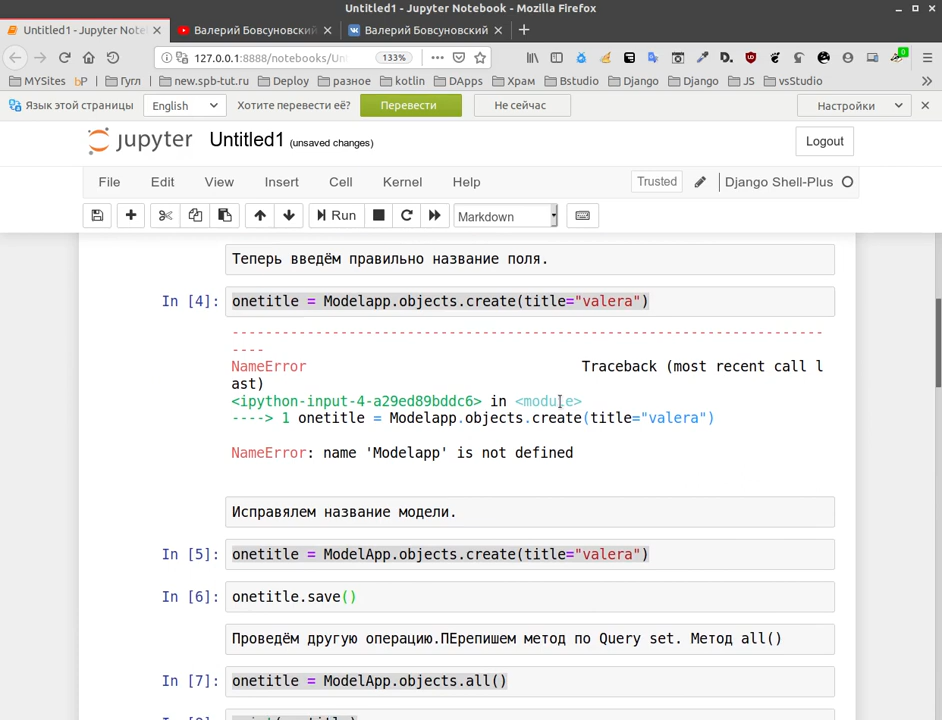 Untitled1 - Jupyter Notebook - Mozilla Firefox
Untitled1 - Jupyter Note
Валерий Бовсуновский
Валерий Бовсуновский
127.0.0.1:8888/notebooks/Un
133%
0
MYSites
ЬP
Гугл
new.spb-tut.ru
Deploy
разное
kotlin
DApps
Храм
Bstudio
Django
Django
JS
vsStudio
Язык этой страницы
English
Хотите перевести её?
Перевести
Не сейчас
Настройки
jupyter
Untitled1 (unsaved changes)
Logout
File Edit View Insert Cell Kernel Help
Trusted
Django Shell-Plus
Run
Markdown
Теперь введём правильно название поля.
In [4]: onetitle = Modelapp.objects.create(title="valera")
---------------------------------------------------------------------------
NameError Traceback (most recent call l
ast)
<ipython-input-4-a29ed89bddc6> in <module>
----> 1 onetitle = Modelapp.objects.create(title="valera")
NameError: name 'Modelapp' is not defined
Исправялем название модели.
In [5]: onetitle = ModelApp.objects.create(title="valera")
In [6]: onetitle.save()
Проведём другую операцию.ПЕрепишем метод по Query set. Метод all()
In [7]: onetitle = ModelApp.objects.all()